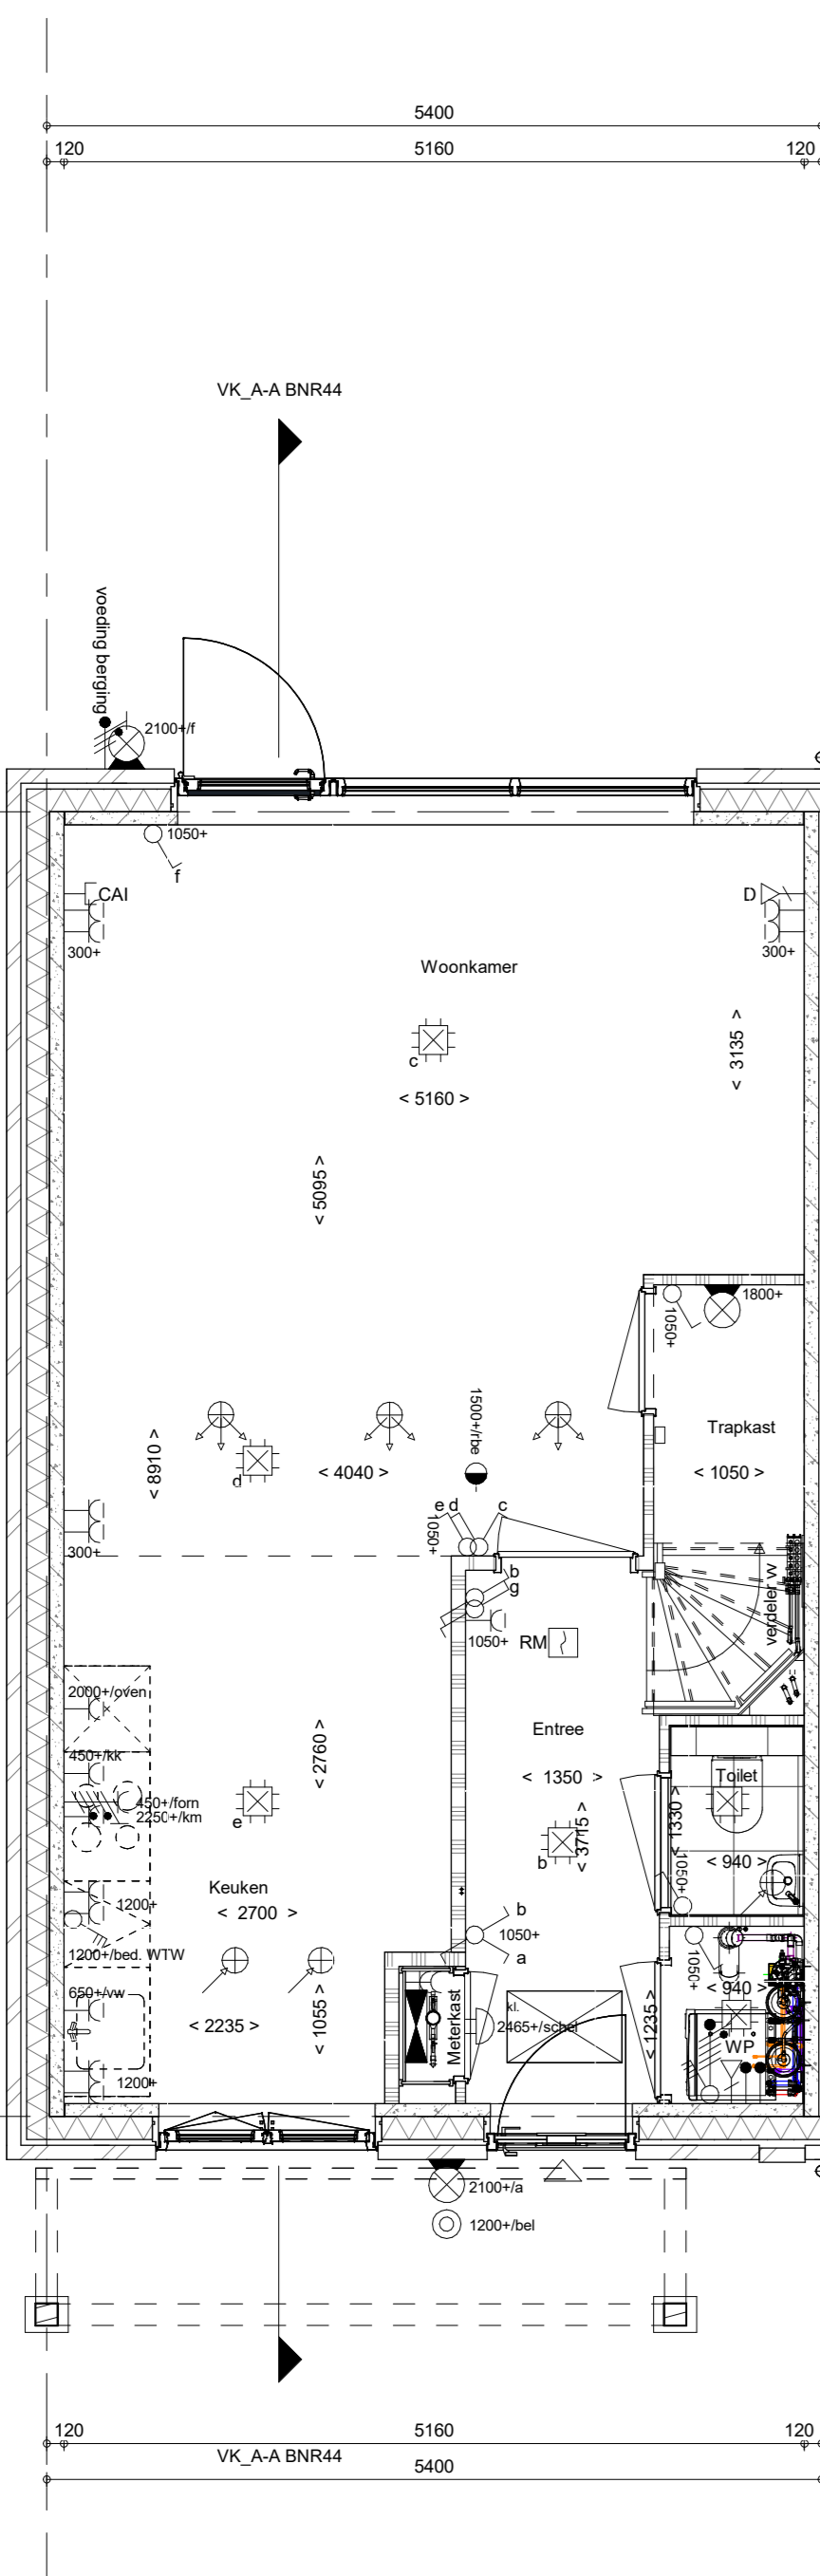 5400
120 5160 120
VK_A-A BNR44
voeding berging
2100+/f
1050+
f
CAI
D
300+
300+
Woonkamer
c
< 3135 >
< 5160 >
< 5095 >
1050+
1800+
Trapkast
< 1050 >
1500+/rbe
d
< 4040 >
< 8910 >
e d
c
1050+
300+
b
g
1050+
RM
verdeler vv
2000+/oven
Entree
< 2760 >
450+/kk
< 1350 >
Toilet
450+/forn
2250+/km
e
b
< 3715 >
< 1330 >
< 940 >
1050+
Keuken
1200+
< 2700 >
b
1050+
a
1200+/bed. WTW
1050+
< 940 >
650+/vw
kl.
2465+/schel
Meterkast
< 2235 >
< 1055 >
< 1235 >
WP
1200+
2100+/a
1200+/bel
120 5160 120
VK_A-A BNR44
5400